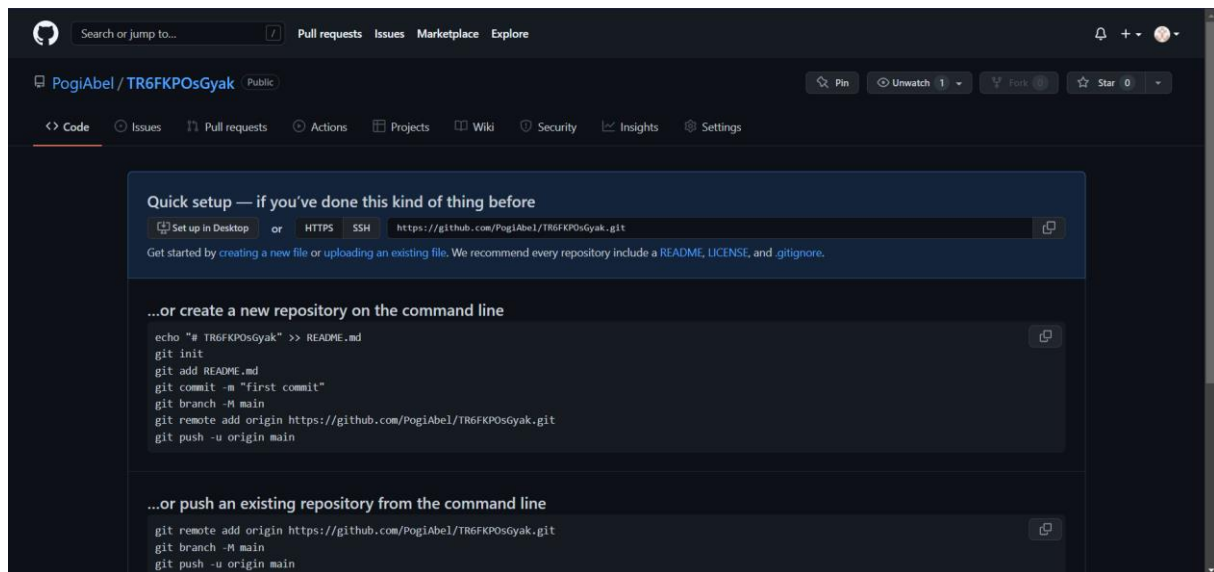 Search or jump to... / Pull requests Issues Marketplace Explore
PogiAbel / TR6FKPOsGyak Public
Pin Unwatch 1 Fork 0 Star 0
Code Issues Pull requests Actions Projects Wiki Security Insights Settings
Quick setup — if you've done this kind of thing before
Set up in Desktop or HTTPS SSH https://github.com/PogiAbel/TR6FKPOsGyak.git
Get started by creating a new file or uploading an existing file. We recommend every repository include a README, LICENSE, and .gitignore.
...or create a new repository on the command line
echo "# TR6FKPOsGyak" >> README.md
git init
git add README.md
git commit -m "first commit"
git branch -M main
git remote add origin https://github.com/PogiAbel/TR6FKPOsGyak.git
git push -u origin main
...or push an existing repository from the command line
git remote add origin https://github.com/PogiAbel/TR6FKPOsGyak.git
git branch -M main
git push -u origin main